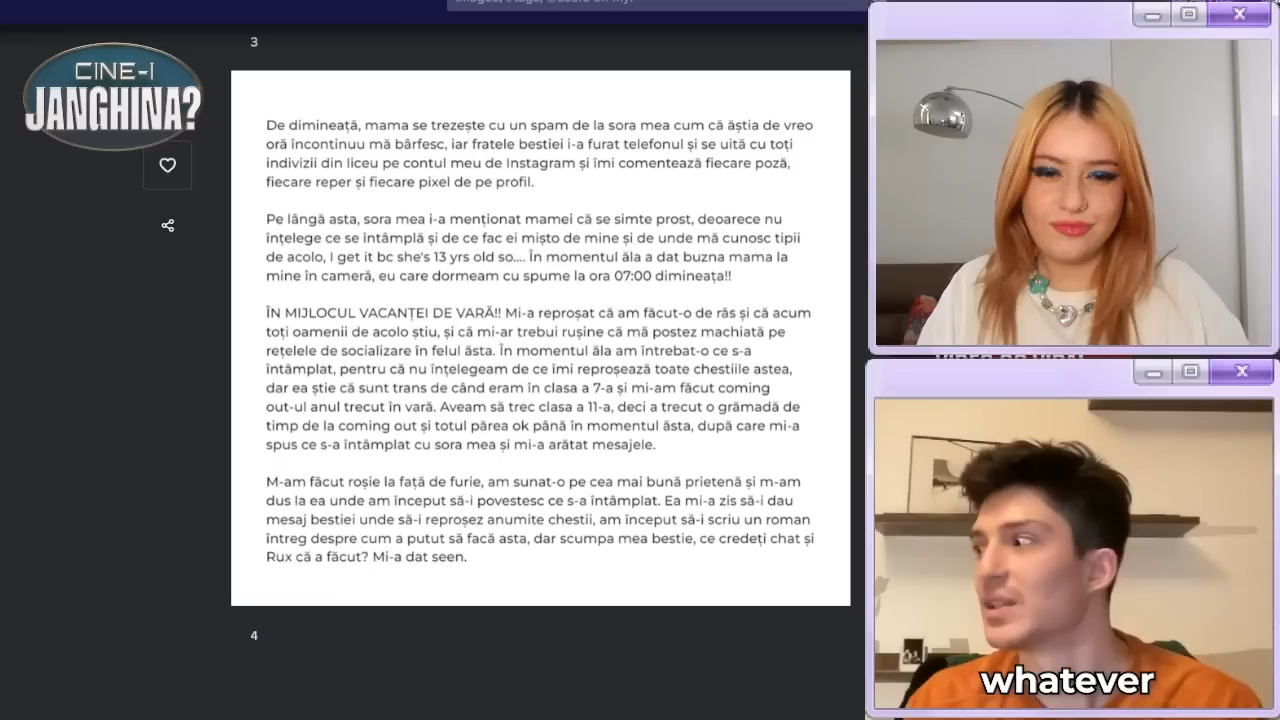 3
CINE-I
JANGHINA?
De dimineață, mama se trezește cu un spam de la sora mea cum că ăștia de vreo
oră încontinuu mă bârfesc, iar fratele bestiei i-a furat telefonul și se uită cu toți
indivizii din liceu pe contul meu de Instagram și îmi comentează fiecare poză,
fiecare reper și fiecare pixel de pe profil.
Pe lângă asta, sora mea i-a menționat mamei că se simte prost, deoarece nu
înțelege ce se întâmplă și de ce fac ei mișto de mine și de unde mă cunosc tipii
de acolo, I get it bc she's 13 yrs old so.... În momentul ăla a dat buzna mama la
mine în cameră, eu care dormeam cu spume la ora 07:00 dimineața!!
ÎN MIJLOCUL VACANȚEI DE VARĂ!! Mi-a reproșat că am făcut-o de râs și că acum
toți oamenii de acolo știu, și că mi-ar trebui rușine că mă postez machiată pe
rețelele de socializare în felul ăsta. În momentul ăla am întrebat-o ce s-a
întâmplat, pentru că nu înțelegeam de ce îmi reproșează toate chestiile astea,
dar ea știe că sunt trans de când eram în clasa a 7-a și mi-am făcut coming
out-ul anul trecut în vară. Aveam să trec clasa a 11-a, deci a trecut o grămadă de
timp de la coming out și totul părea ok până în momentul ăsta, după care mi-a
spus ce s-a întâmplat cu sora mea și mi-a arătat mesajele.
M-am făcut roșie la față de furie, am sunat-o pe cea mai bună prietenă și m-am
dus la ea unde am început să-i povestesc ce s-a întâmplat. Ea mi-a zis să-i dau
mesaj bestiei unde să-i reproșez anumite chestii, am început să-i scriu un roman
întreg despre cum a putut să facă asta, dar scumpa mea bestie, ce credeți chat și
Rux că a făcut? Mi-a dat seen.
4
whatever